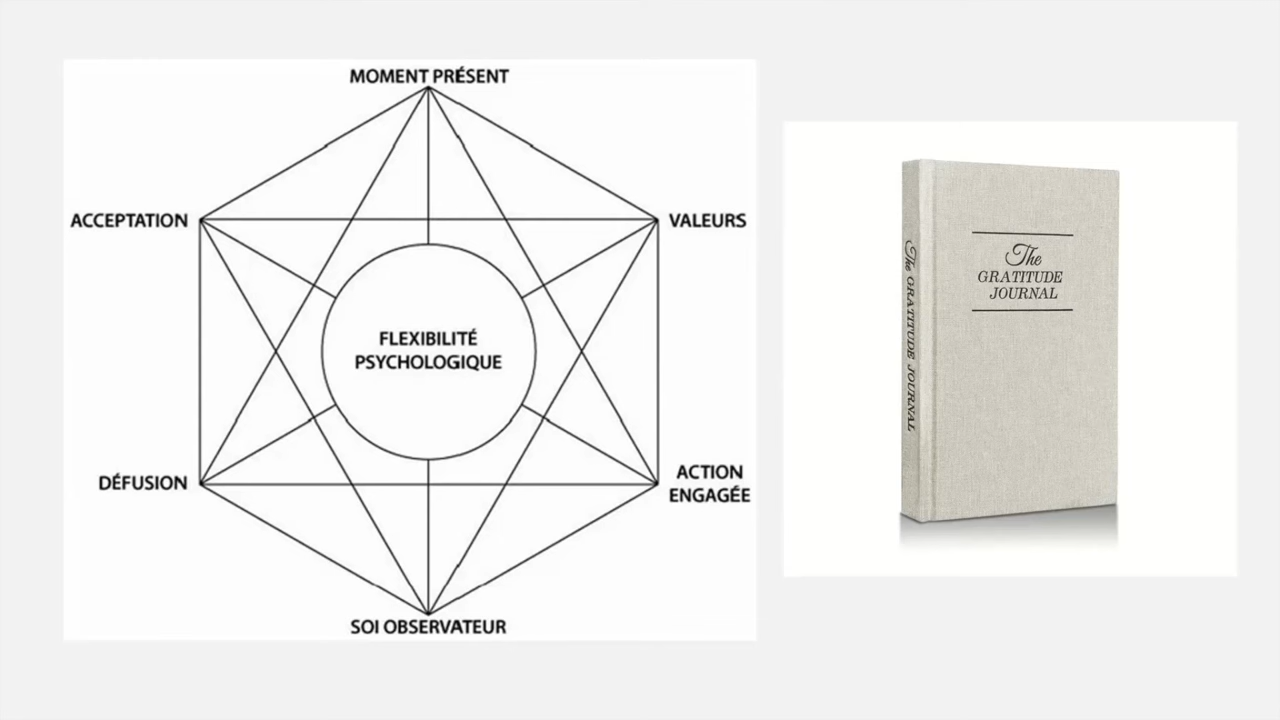 MOMENT PRÉSENT
ACCEPTATION
VALEURS
FLEXIBILITÉ
PSYCHOLOGIQUE
DÉFUSION
ACTION
ENGAGÉE
SOI OBSERVATEUR
The
GRATITUDE
JOURNAL
The GRATITUDE JOURNAL